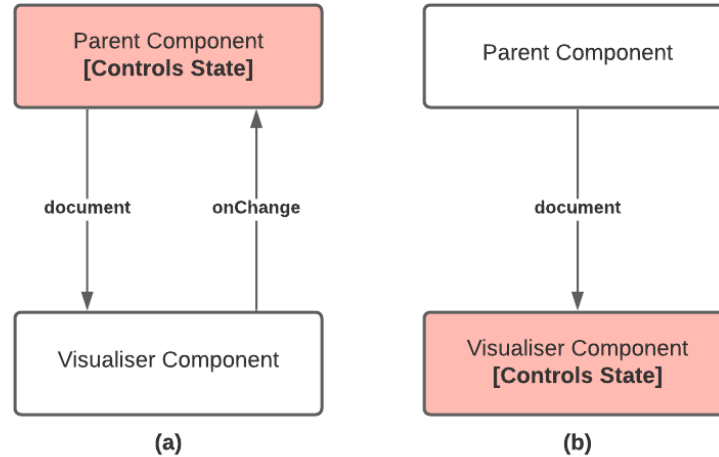 Parent Component
[Controls State]
document
onChange
Visualiser Component
(a)
Parent Component
document
Visualiser Component
[Controls State]
(b)